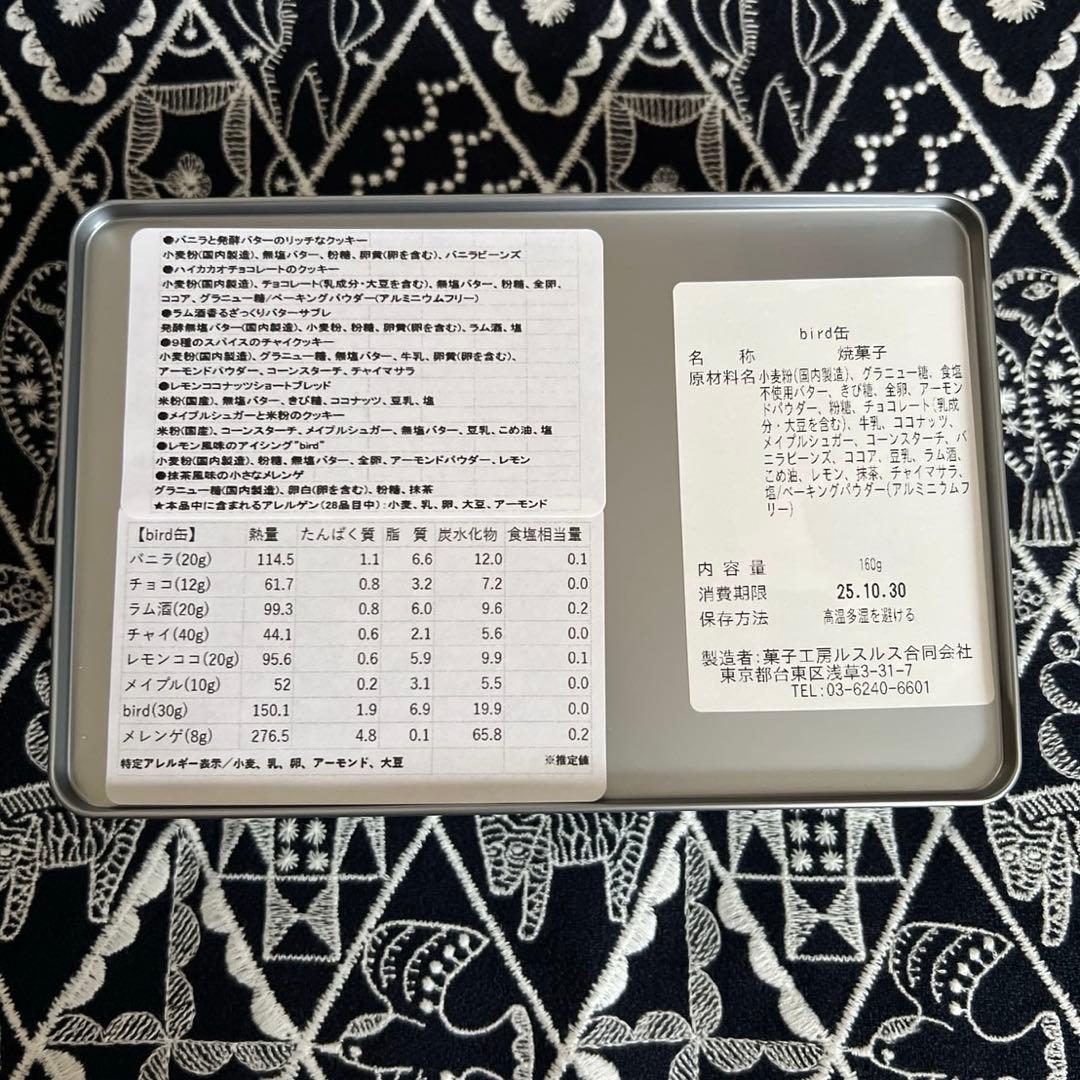 ●バニラと発酵バターのリッチなクッキー
小麦粉(国内製造)、無塩バター、粉糖、卵黄(卵を含む)、バニラビーンズ
●ハイカカオチョコレートのクッキー
小麦粉(国内製造)、チョコレート(乳成分・大豆を含む)、無塩バター、粉糖、全卵、
ココア、グラニュー糖/ベーキングパウダー(アルミニウムフリー)
●ラム酒香るざっくりバターサブレ
発酵無塩バター(国内製造)、小麦粉、粉糖、卵黄(卵を含む)、ラム酒、塩
●9種のスパイスのチャイクッキー
小麦粉(国内製造)、グラニュー糖、無塩バター、牛乳、卵黄(卵を含む)、
アーモンドパウダー、コーンスターチ、チャイマサラ
●レモンココナッツショートブレッド
米粉(国産)、無塩バター、きび糖、ココナッツ、豆乳、塩
●メイプルシュガーと米粉のクッキー
米粉(国産)、コーンスターチ、メイプルシュガー、無塩バター、豆乳、こめ油、塩
●レモン風味のアイシング"bird"
小麦粉(国内製造)、粉糖、無塩バター、全卵、アーモンドパウダー、レモン
●抹茶風味の小さなメレンゲ
グラニュー糖(国内製造)、卵白(卵を含む)、粉糖、抹茶
★本品中に含まれるアレルゲン(28品目中):小麦、乳、卵、大豆、アーモンド
【bird缶】 熱量 たんぱく質 脂 質 炭水化物 食塩相当量
バニラ(20g) 114.5 1.1 6.6 12.0 0.1
チョコ(12g) 61.7 0.8 3.2 7.2 0.0
ラム酒(20g) 99.3 0.8 6.0 9.6 0.2
チャイ(40g) 44.1 0.6 2.1 5.6 0.0
レモンココ(20g) 95.6 0.6 5.9 9.9 0.1
メイプル(10g) 52 0.2 3.1 5.5 0.0
bird(30g) 150.1 1.9 6.9 19.9 0.0
メレンゲ(8g) 276.5 4.8 0.1 65.8 0.2
特定アレルギー表示/小麦、乳、卵、アーモンド、大豆 ※推定値
bird缶
名 称 焼菓子
原材料名 小麦粉(国内製造)、グラニュー糖、食塩
不使用バター、きび糖、全卵、アーモン
ドパウダー、粉糖、チョコレート(乳成
分・大豆を含む)、牛乳、ココナッツ、
メイプルシュガー、コーンスターチ、バ
ニラビーンズ、ココア、豆乳、ラム酒、
こめ油、レモン、抹茶、チャイマサラ、
塩/ベーキングパウダー(アルミニウムフ
リー)
内 容 量 160g
消費期限 25.10.30
保存方法 高温多湿を避ける
製造者:菓子工房ルスルス合同会社
東京都台東区浅草3-31-7
TEL:03-6240-6601